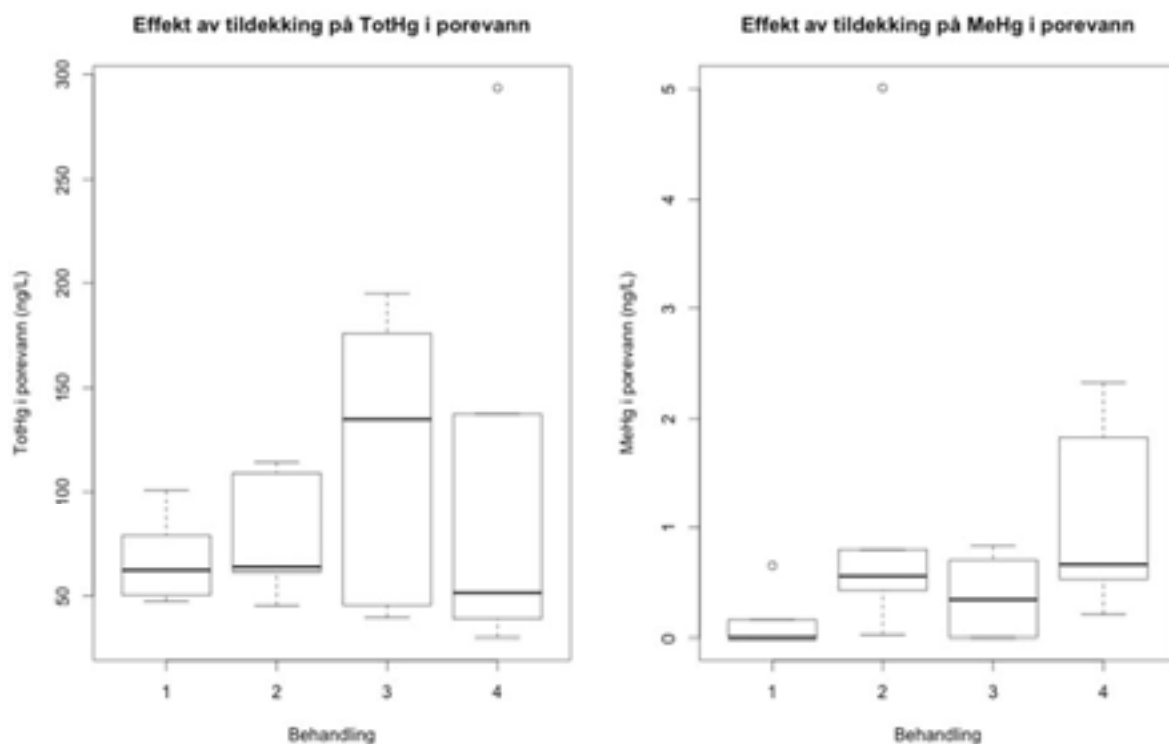 Effekt av tildekking på TotHg i porevann
TotHg i porevann (ng/L)
300
250
200
150
100
50
1 2 3 4
Behandling
Effekt av tildekking på MeHg i porevann
MeHg i porevann (ng/L)
5
4
3
2
1
0
1 2 3 4
Behandling